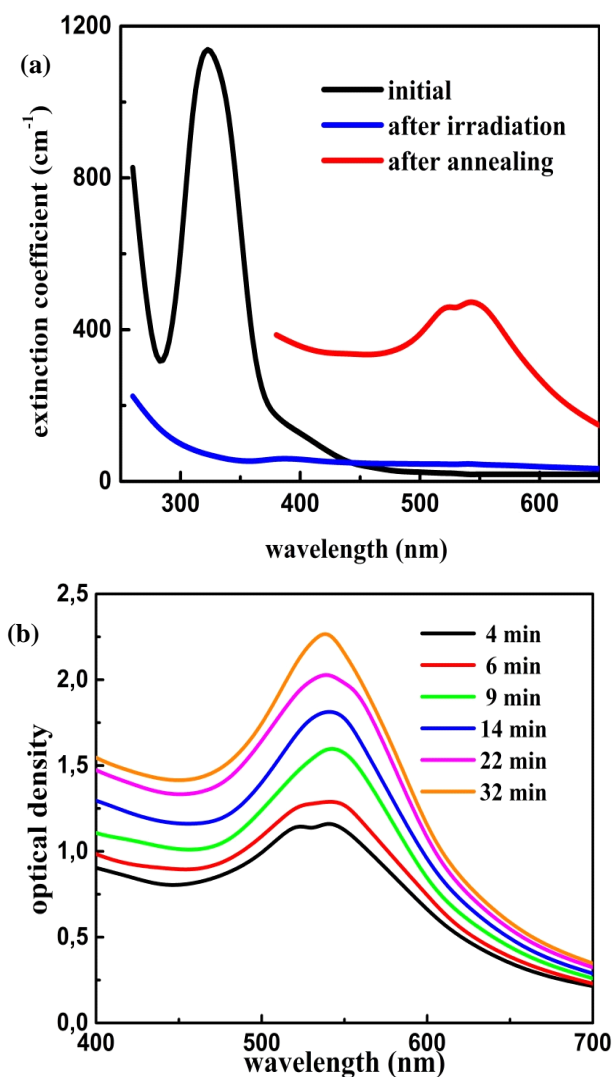 (a)
extinction coefficient (cm⁻¹)
1200
800
400
0
initial
after irradiation
after annealing
300 400 500 600
wavelength (nm)
(b)
optical density
2,5
2,0
1,5
1,0
0,5
0,0
4 min
6 min
9 min
14 min
22 min
32 min
400 500 600 700
wavelength (nm)